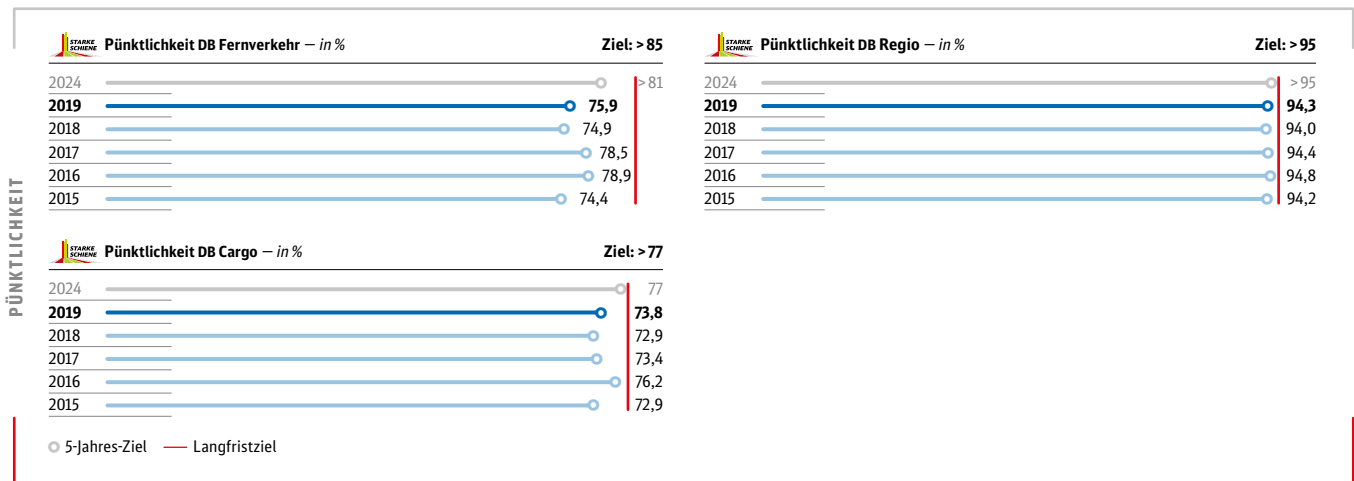 PÜNKTLICHKEIT
STARKE SCHIENE Pünktlichkeit DB Fernverkehr – in % Ziel: > 85
2024 > 81
2019 75,9
2018 74,9
2017 78,5
2016 78,9
2015 74,4
STARKE SCHIENE Pünktlichkeit DB Regio – in % Ziel: > 95
2024 > 95
2019 94,3
2018 94,0
2017 94,4
2016 94,8
2015 94,2
STARKE SCHIENE Pünktlichkeit DB Cargo – in % Ziel: > 77
2024 77
2019 73,8
2018 72,9
2017 73,4
2016 76,2
2015 72,9
5-Jahres-Ziel Langfristziel